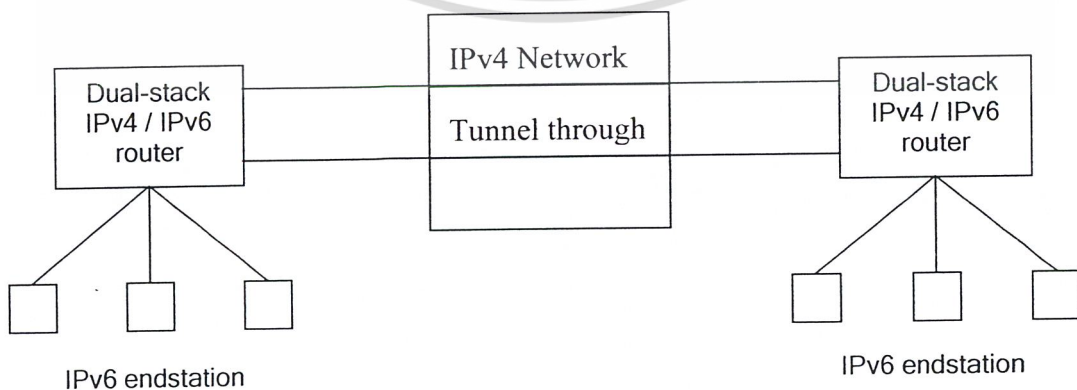 IPv4 Network
Tunnel through
Dual-stack
IPv4 / IPv6
router
Dual-stack
IPv4 / IPv6
router
IPv6 endstation
IPv6 endstation